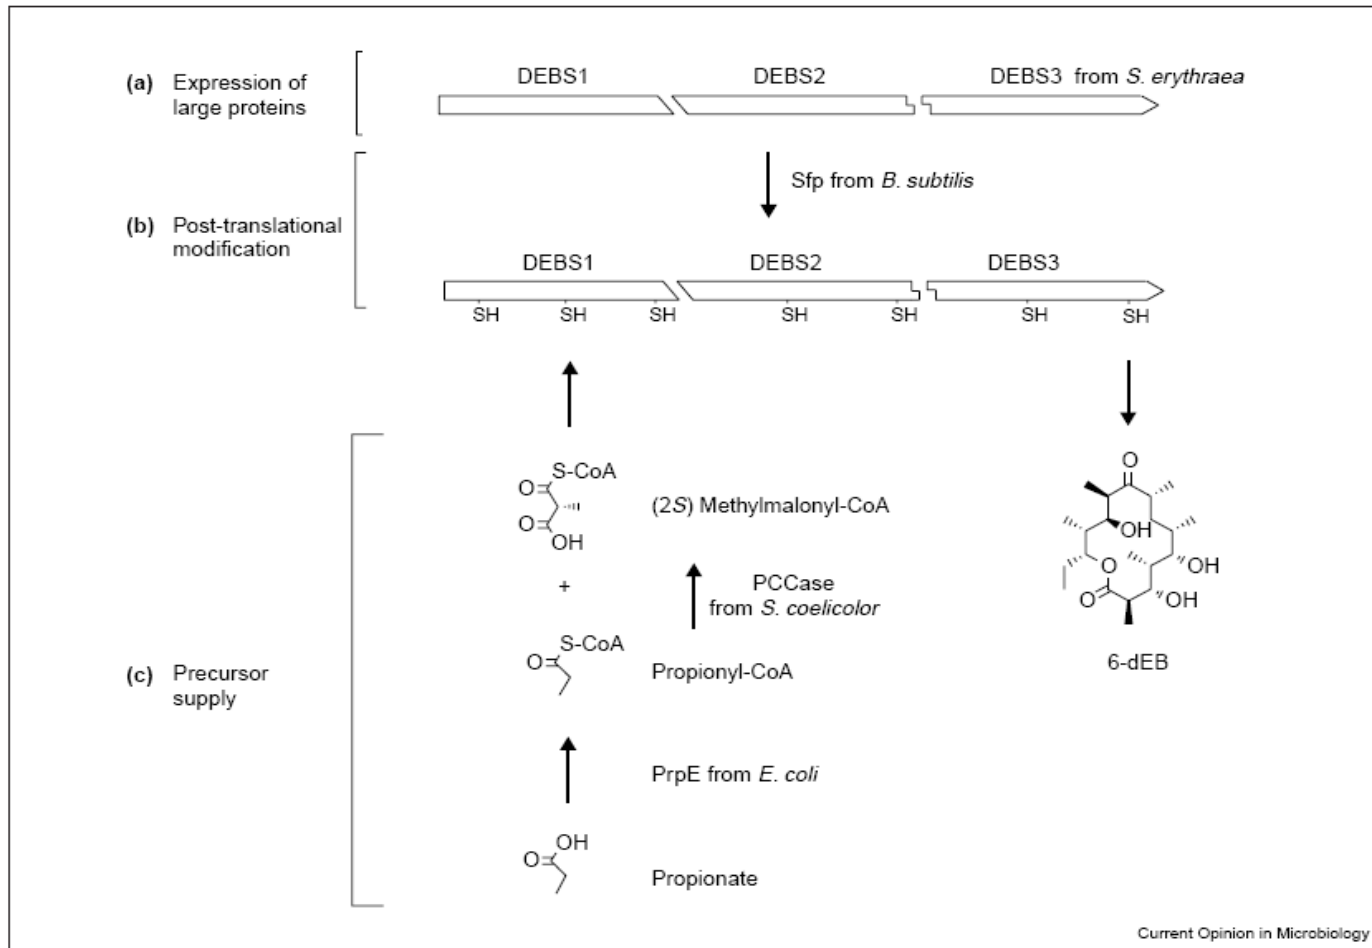 (a) Expression of
large proteins
DEBS1 DEBS2 DEBS3 from S. erythraea
Sfp from B. subtilis
(b) Post-translational
modification
DEBS1 DEBS2 DEBS3
SH SH SH SH SH SH SH
(c) Precursor
supply
S-CoA
O
O
OH
(2S) Methylmalonyl-CoA
+
PCCase
from S. coelicolor
S-CoA
O
Propionyl-CoA
PrpE from E. coli
OH
O
Propionate
O
OH
O
OH
O
OH
6-dEB
Current Opinion in Microbiology